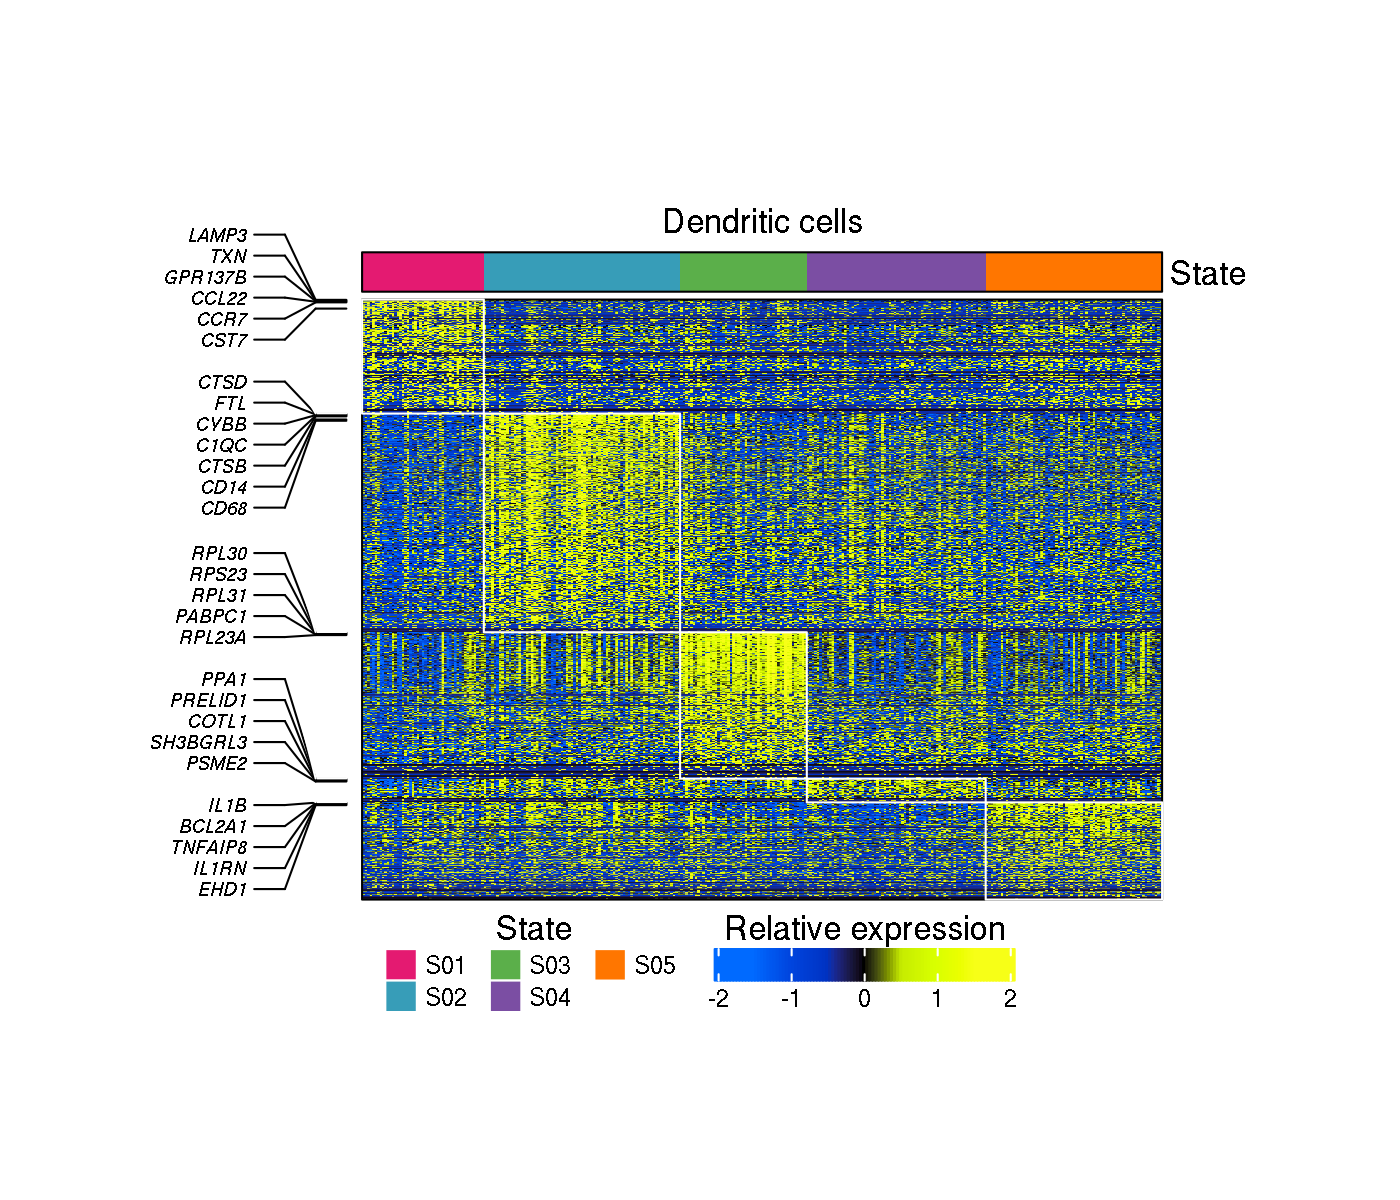 Dendritic cells
State
LAMP3
TXN
GPR137B
CCL22
CCR7
CST7
CTSD
FTL
CYBB
C1QC
CTSB
CD14
CD68
RPL30
RPS23
RPL31
PABPC1
RPL23A
PPA1
PRELID1
COTL1
SH3BGRL3
PSME2
IL1B
BCL2A1
TNFAIP8
IL1RN
EHD1
State
S01 S03 S05
S02 S04
Relative expression
-2 -1 0 1 2